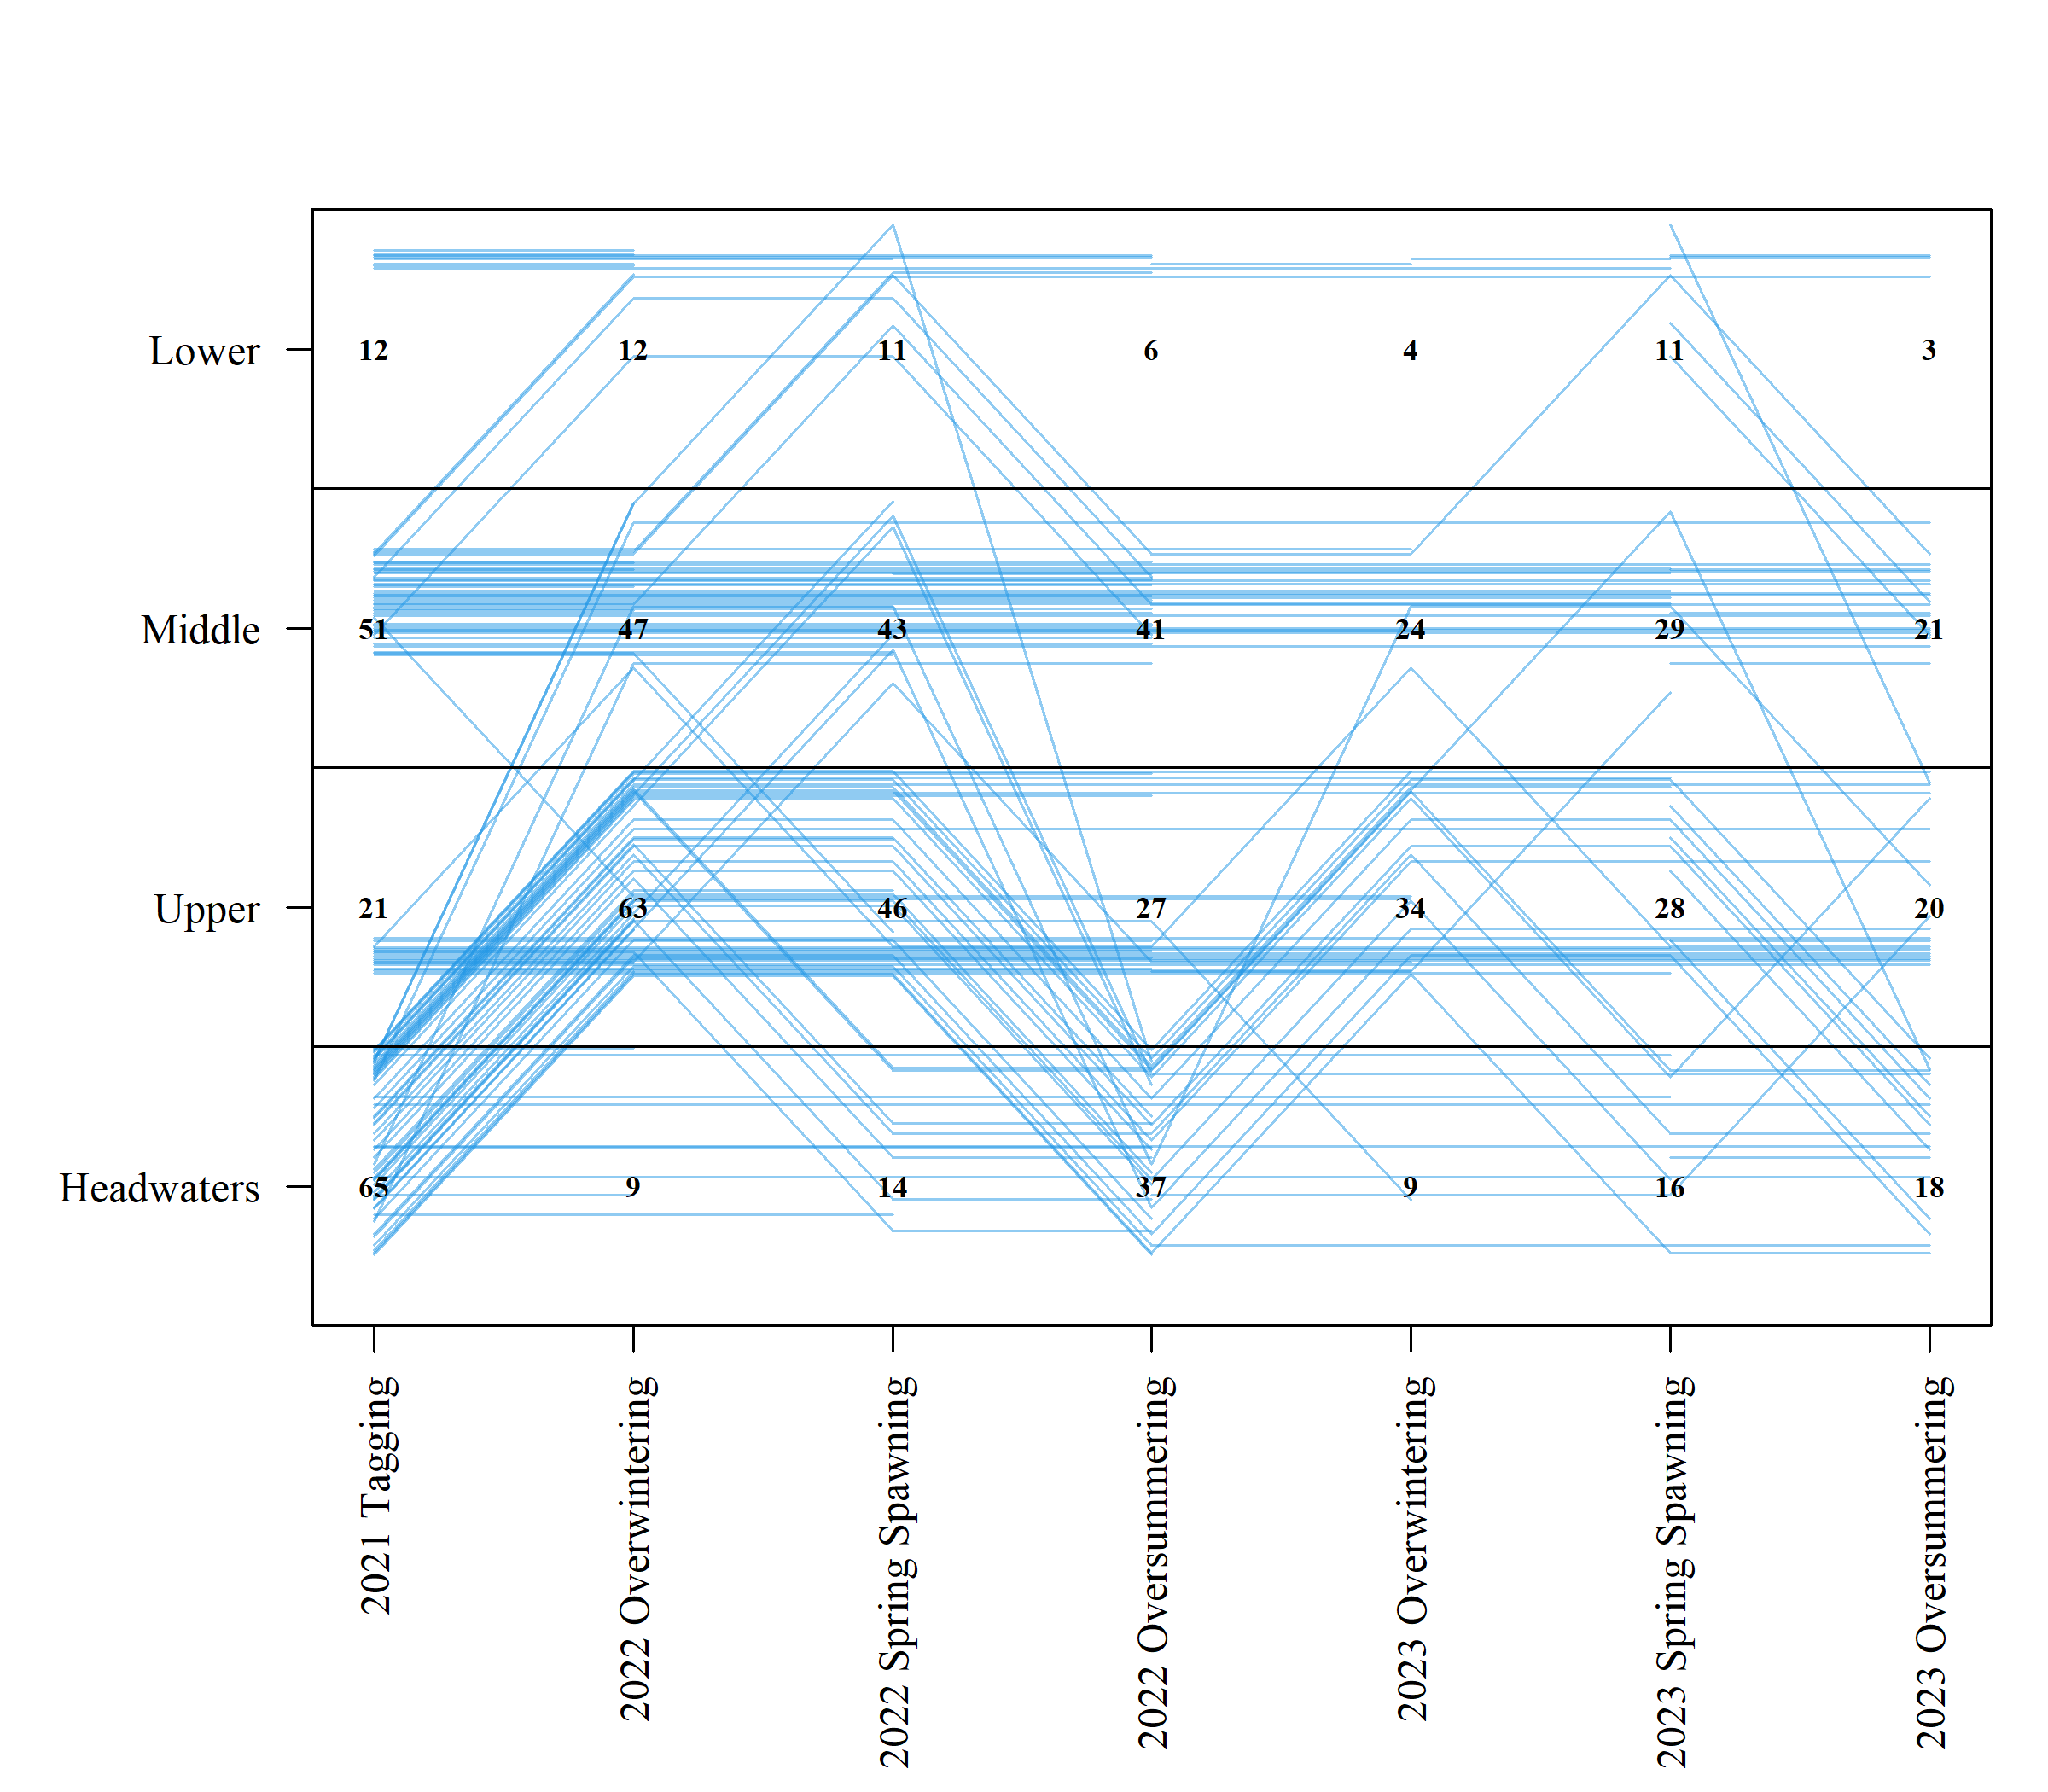 Lower 12 12 11 6 4 11 3
Middle 51 47 43 41 24 29 21
Upper 21 63 46 27 34 28 20
Headwaters 65 9 14 37 9 16 18
2021 Tagging
2022 Overwintering
2022 Spring Spawning
2022 Oversummering
2023 Overwintering
2023 Spring Spawning
2023 Oversummering